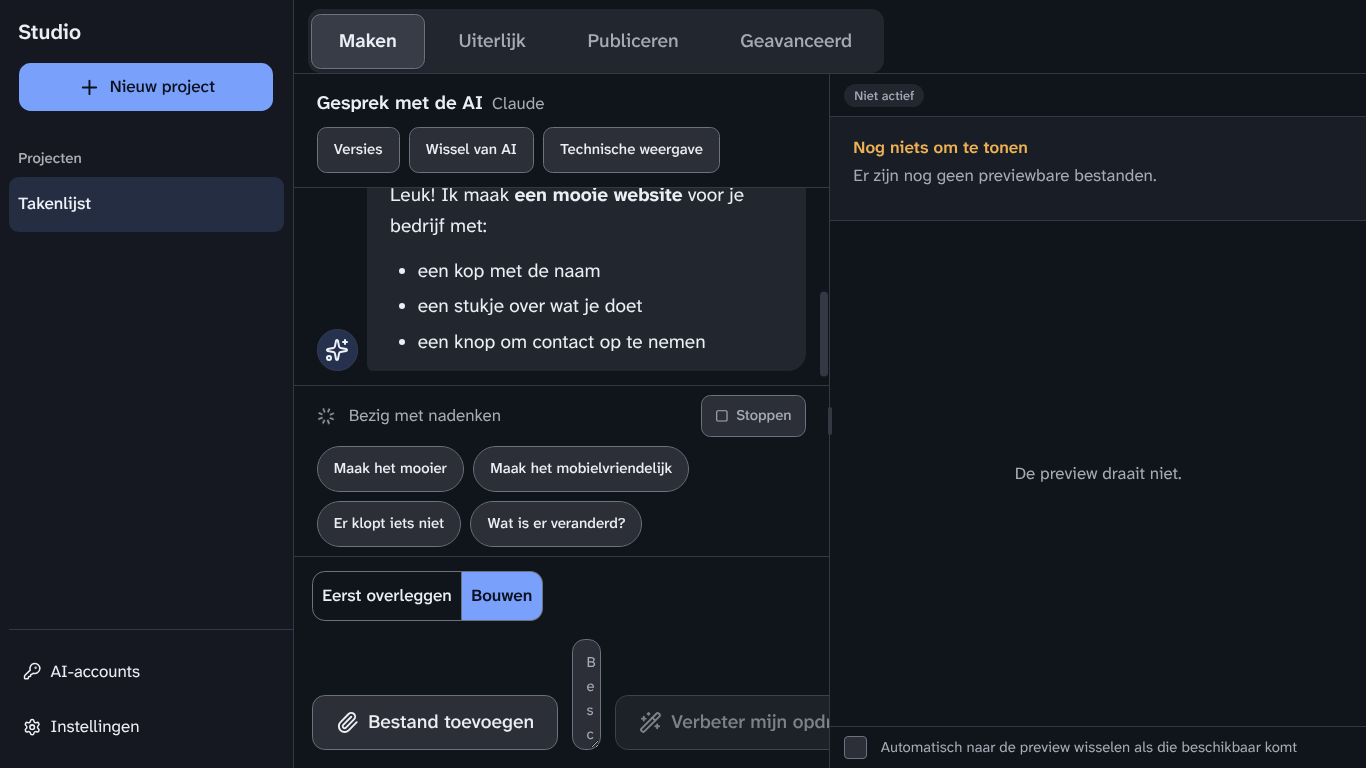 Studio
Nieuw project
Projecten
Takenlijst
AI-accounts
Instellingen
Maken
Uiterlijk
Publiceren
Geavanceerd
Gesprek met de AI Claude
Versies
Wissel van AI
Technische weergave
Leuk! Ik maak een mooie website voor je
bedrijf met:
een kop met de naam
een stukje over wat je doet
een knop om contact op te nemen
Bezig met nadenken
Stoppen
Maak het mooier
Maak het mobielvriendelijk
Er klopt iets niet
Wat is er veranderd?
Eerst overleggen
Bouwen
Bestand toevoegen
B
e
s
c
Verbeter mijn opd
Niet actief
Nog niets om te tonen
Er zijn nog geen previewbare bestanden.
De preview draait niet.
Automatisch naar de preview wisselen als die beschikbaar komt